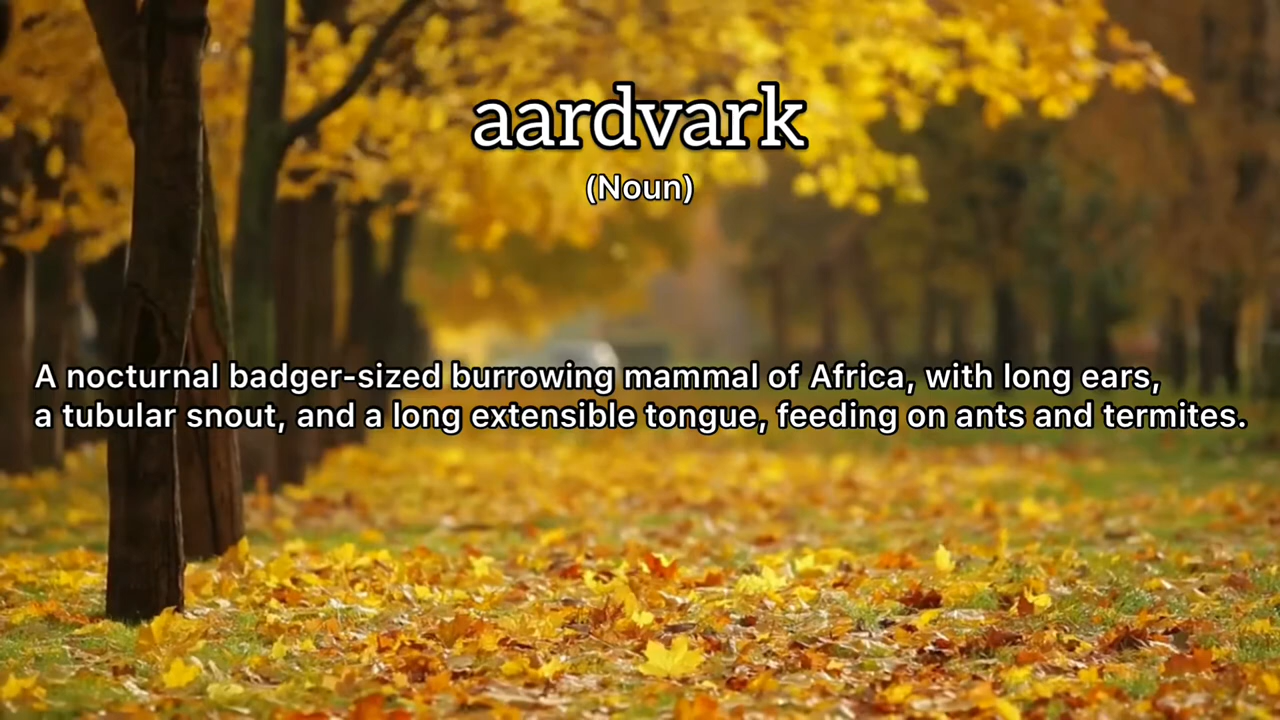 aardvark
(Noun)
A nocturnal badger-sized burrowing mammal of Africa, with long ears,
a tubular snout, and a long extensible tongue, feeding on ants and termites.